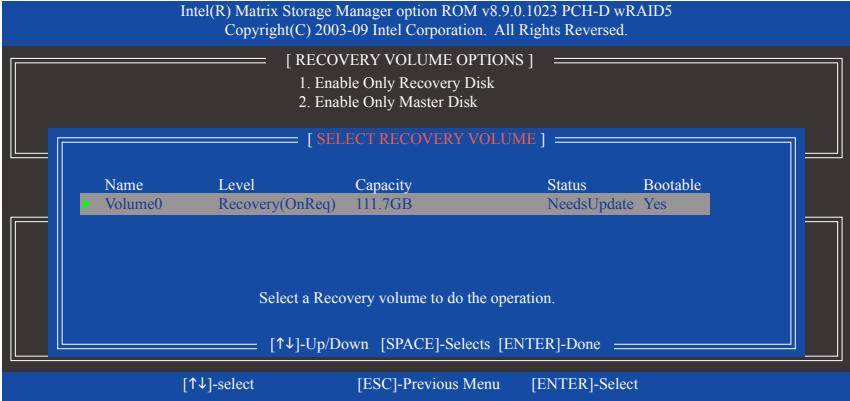 Intel(R) Matrix Storage Manager option ROM v8.9.0.1023 PCH-D wRAID5
Copyright(C) 2003-09 Intel Corporation. All Rights Reversed.
[ RECOVERY VOLUME OPTIONS ]
1. Enable Only Recovery Disk
2. Enable Only Master Disk
[ SELECT RECOVERY VOLUME ]
Name Level Capacity Status Bootable
Volume0 Recovery(OnReq) 111.7GB NeedsUpdate Yes
Select a Recovery volume to do the operation.
[↑↓]-Up/Down [SPACE]-Selects [ENTER]-Done
[↑↓]-select [ESC]-Previous Menu [ENTER]-Select